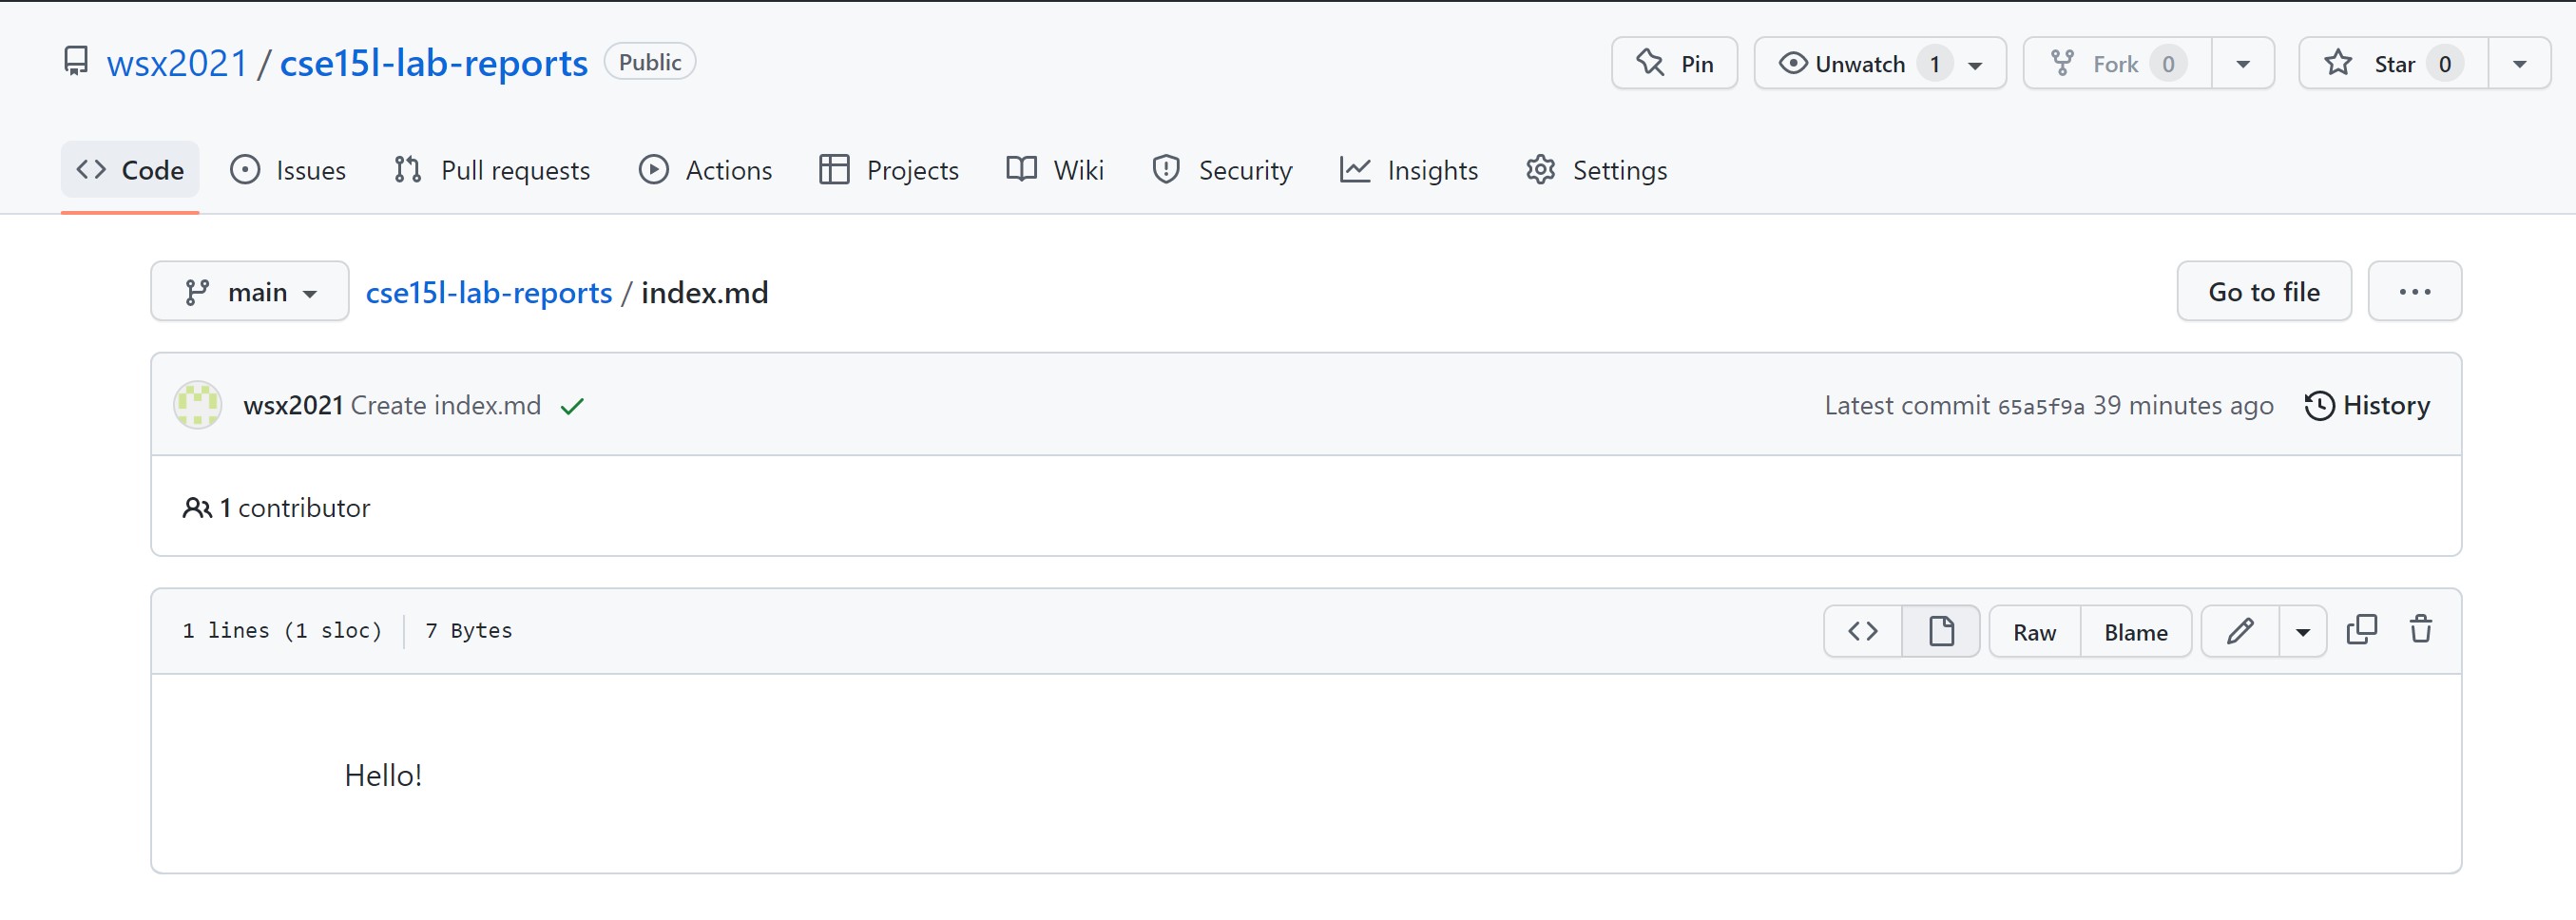 wsx2021 / cse15l-lab-reports Public Pin Unwatch 1 Fork 0 Star 0
Code Issues Pull requests Actions Projects Wiki Security Insights Settings
main cse15l-lab-reports / index.md Go to file ...
wsx2021 Create index.md Latest commit 65a5f9a 39 minutes ago History
1 contributor
1 lines (1 sloc) 7 Bytes Raw Blame
Hello!